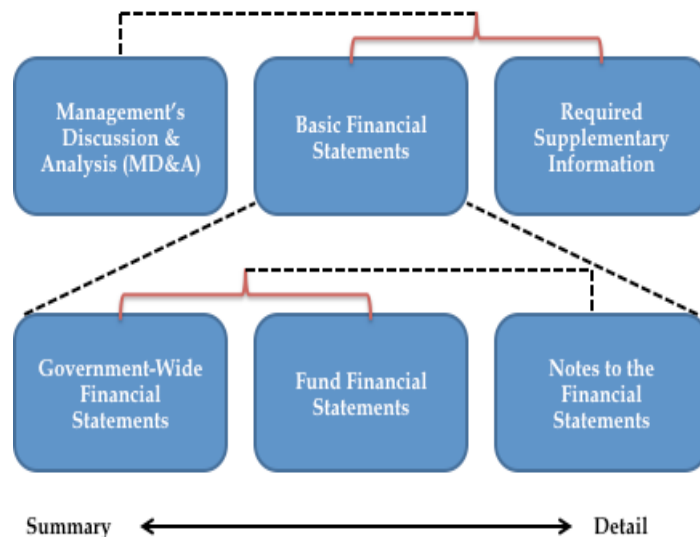 Management's
Discussion &
Analysis (MD&A)
Basic Financial
Statements
Required
Supplementary
Information
Government-Wide
Financial
Statements
Fund Financial
Statements
Notes to the
Financial
Statements
Summary
Detail